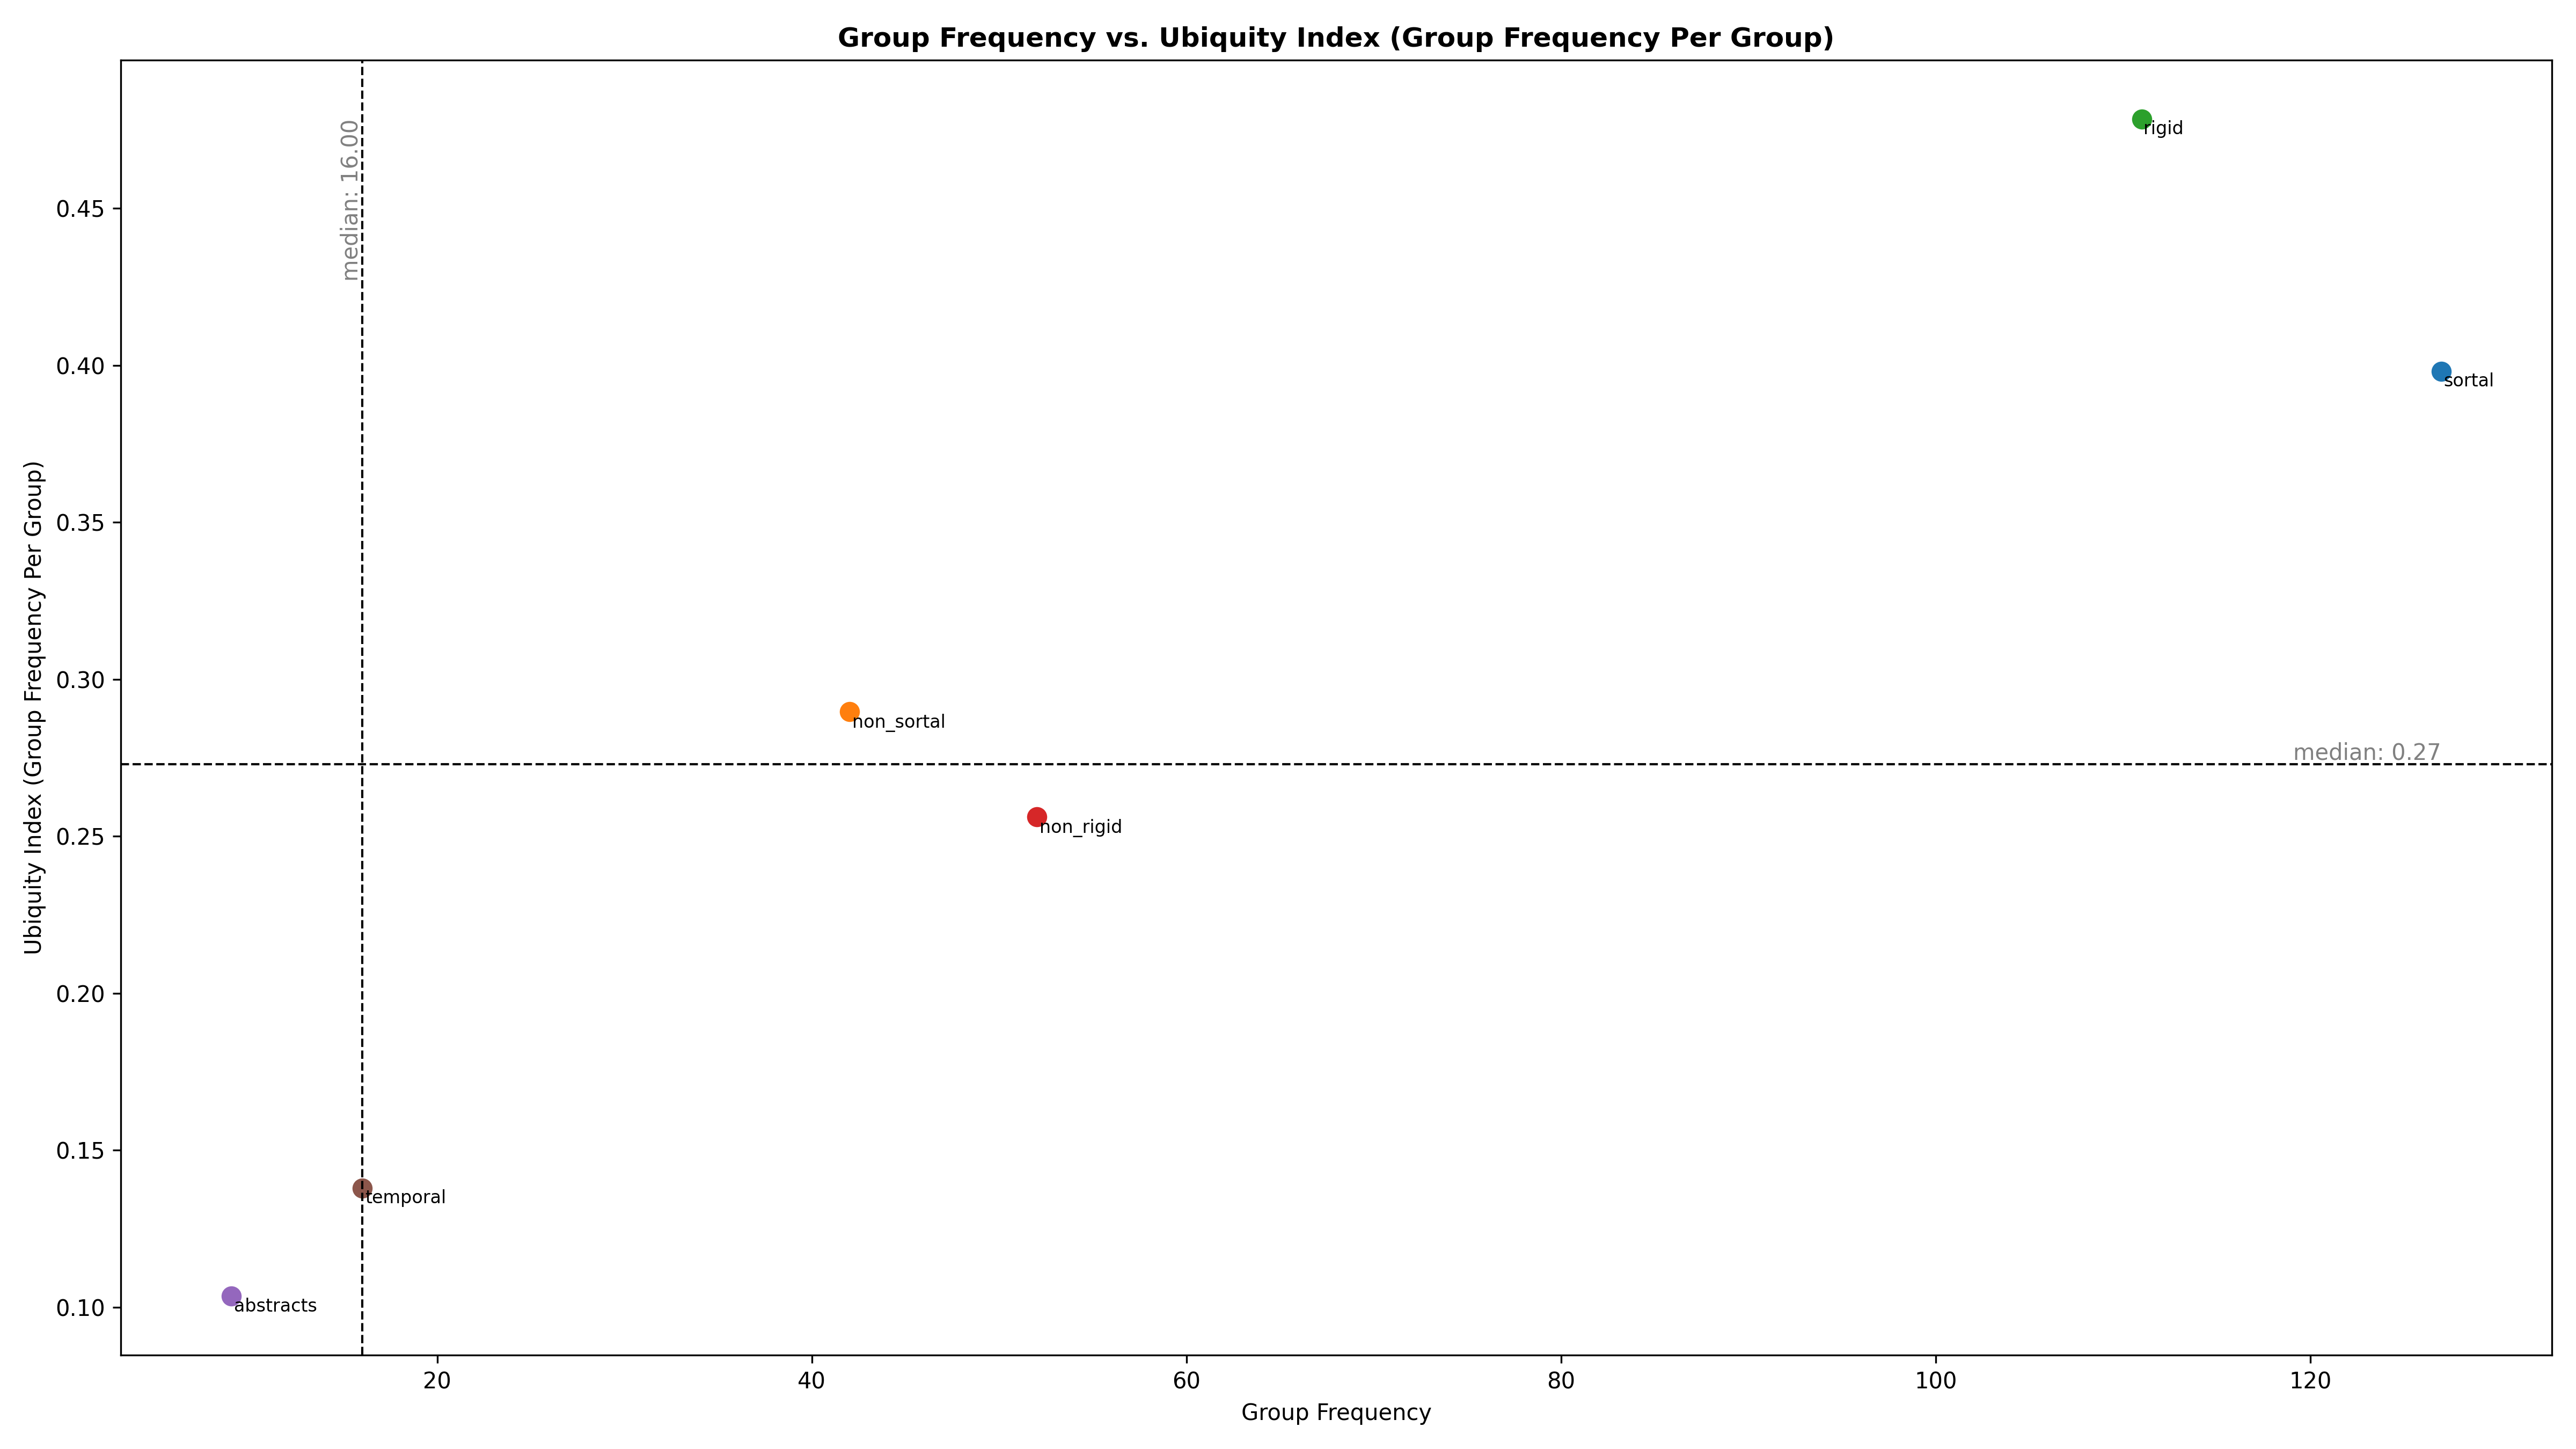 Group Frequency vs. Ubiquity Index (Group Frequency Per Group)
Ubiquity Index (Group Frequency Per Group)
0.45
0.40
0.35
0.30
0.25
0.20
0.15
0.10
median: 16.00
rigid
sortal
non_sortal
median: 0.27
non_rigid
temporal
abstracts
20
40
60
80
100
120
Group Frequency